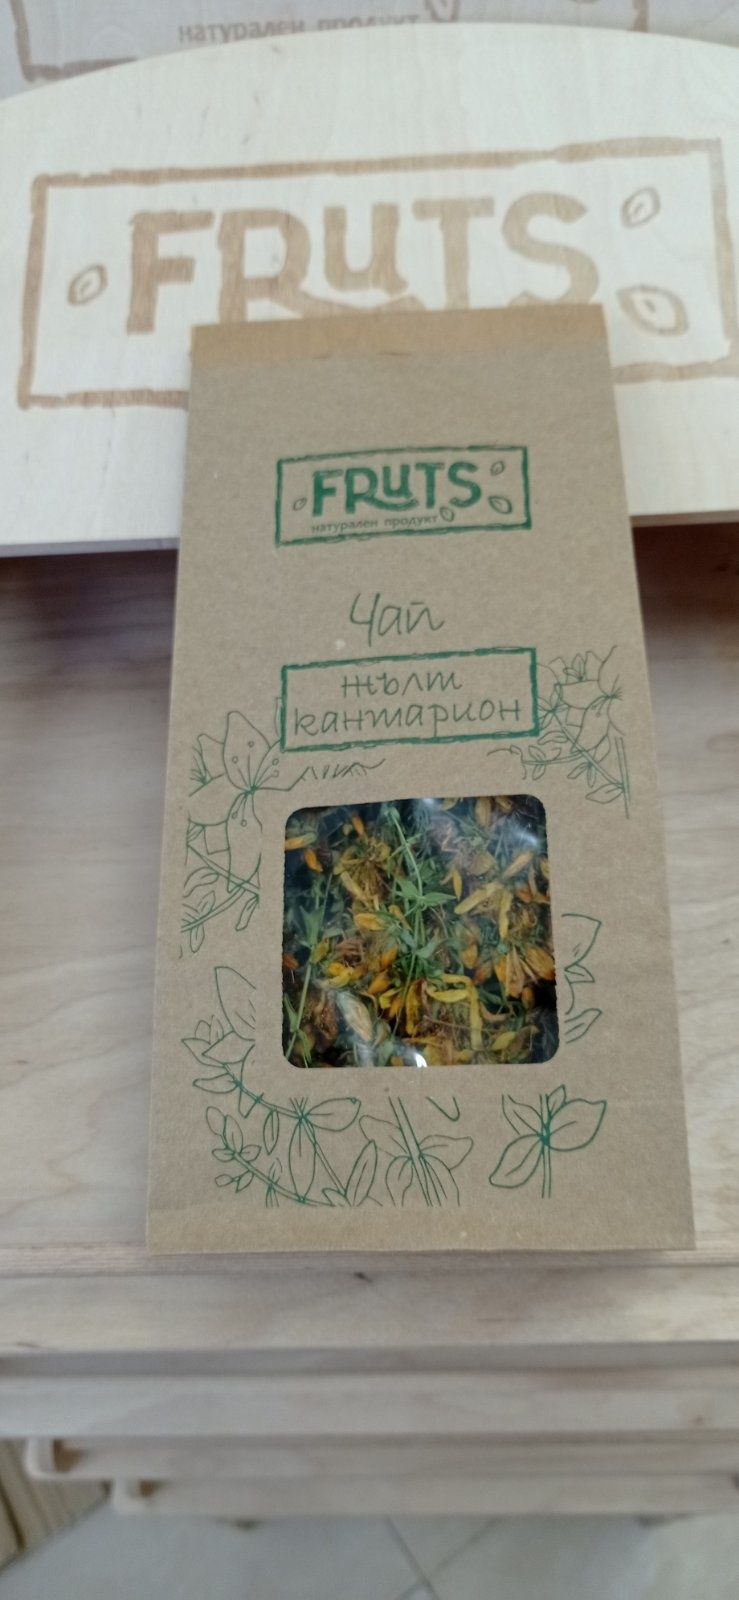 натурален продукт
FRUTS
FRUTS
натурален продукт
Чай
жълт
кантарион